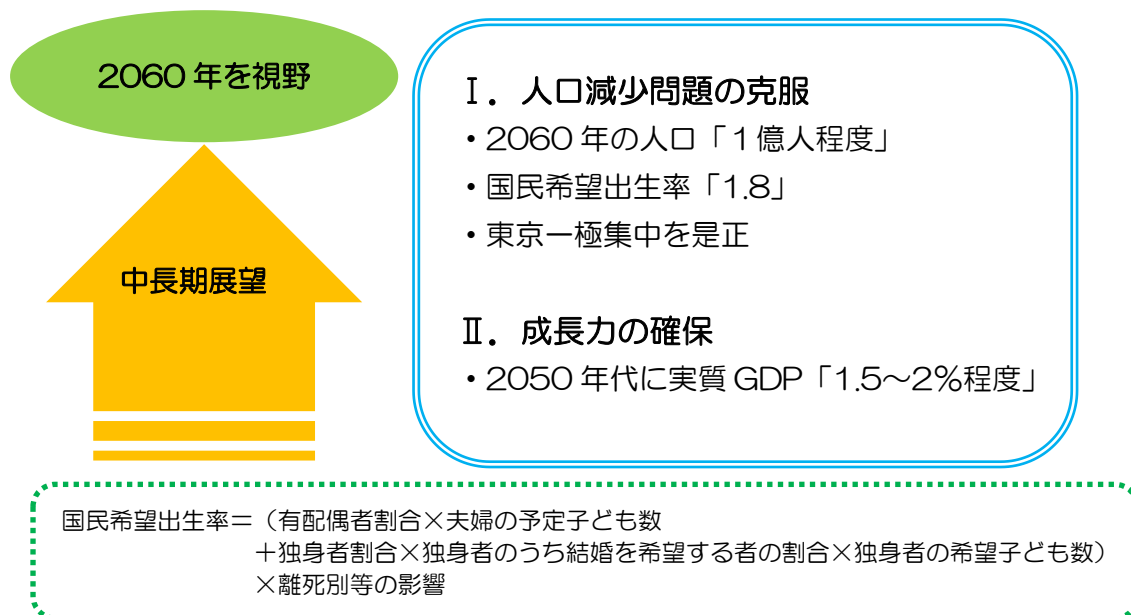 2060年を視野
中長期展望
Ⅰ．人口減少問題の克服
・2060年の人口「1億人程度」
・国民希望出生率「1.8」
・東京一極集中を是正
Ⅱ．成長力の確保
・2050年代に実質GDP「1.5～2%程度」
国民希望出生率＝（有配偶者割合×夫婦の予定子ども数
＋独身者割合×独身者のうち結婚を希望する者の割合×独身者の希望子ども数）
×離死別等の影響